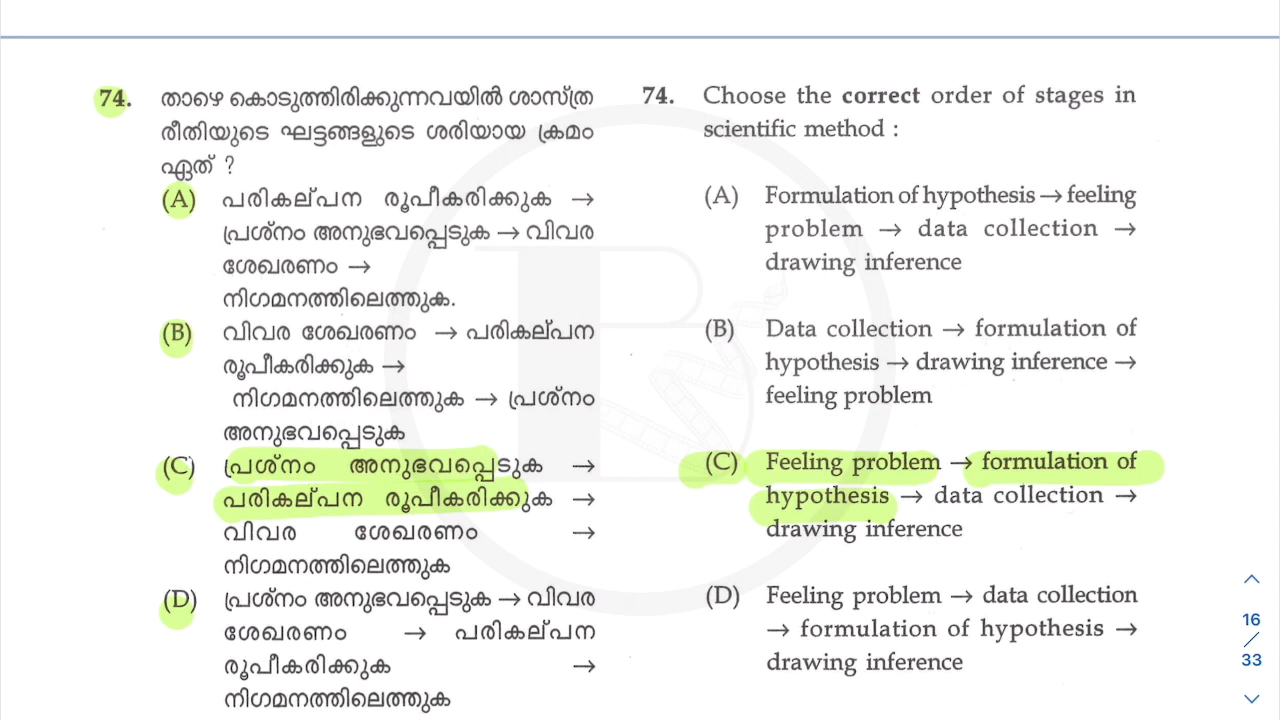 74. താഴെ കൊടുത്തിരിക്കുന്നവയിൽ ശാസ്ത്ര
രീതിയുടെ ഘട്ടങ്ങളുടെ ശരിയായ ക്രമം
ഏത് ?
(A) പരികല്പന രൂപീകരിക്കുക →
പ്രശ്നം അനുഭവപ്പെടുക → വിവര
ശേഖരണം →
നിഗമനത്തിലെത്തുക.
(B) വിവര ശേഖരണം → പരികല്പന
രൂപീകരിക്കുക →
നിഗമനത്തിലെത്തുക → പ്രശ്നം
അനുഭവപ്പെടുക
(C) പ്രശ്നം അനുഭവപ്പെടുക →
പരികല്പന രൂപീകരിക്കുക →
വിവര ശേഖരണം →
നിഗമനത്തിലെത്തുക
(D) പ്രശ്നം അനുഭവപ്പെടുക → വിവര
ശേഖരണം → പരികല്പന
രൂപീകരിക്കുക →
നിഗമനത്തിലെത്തുക
74. Choose the correct order of stages in
scientific method :
(A) Formulation of hypothesis → feeling
problem → data collection →
drawing inference
(B) Data collection → formulation of
hypothesis → drawing inference →
feeling problem
(C) Feeling problem → formulation of
hypothesis → data collection →
drawing inference
(D) Feeling problem → data collection
→ formulation of hypothesis →
drawing inference
16
/
33